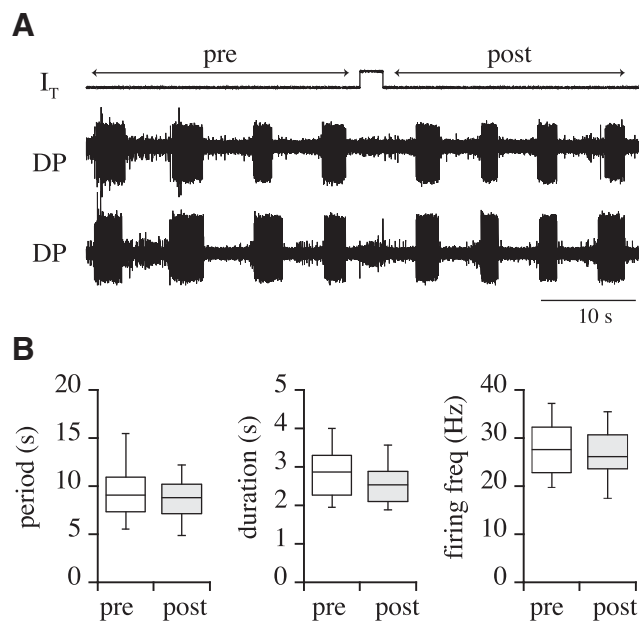 A
pre post
I_T
DP
DP
10 s
B
period (s)
20
15
10
5
0
pre post
duration (s)
5
4
3
2
1
0
pre post
firing freq (Hz)
40
30
20
10
0
pre post